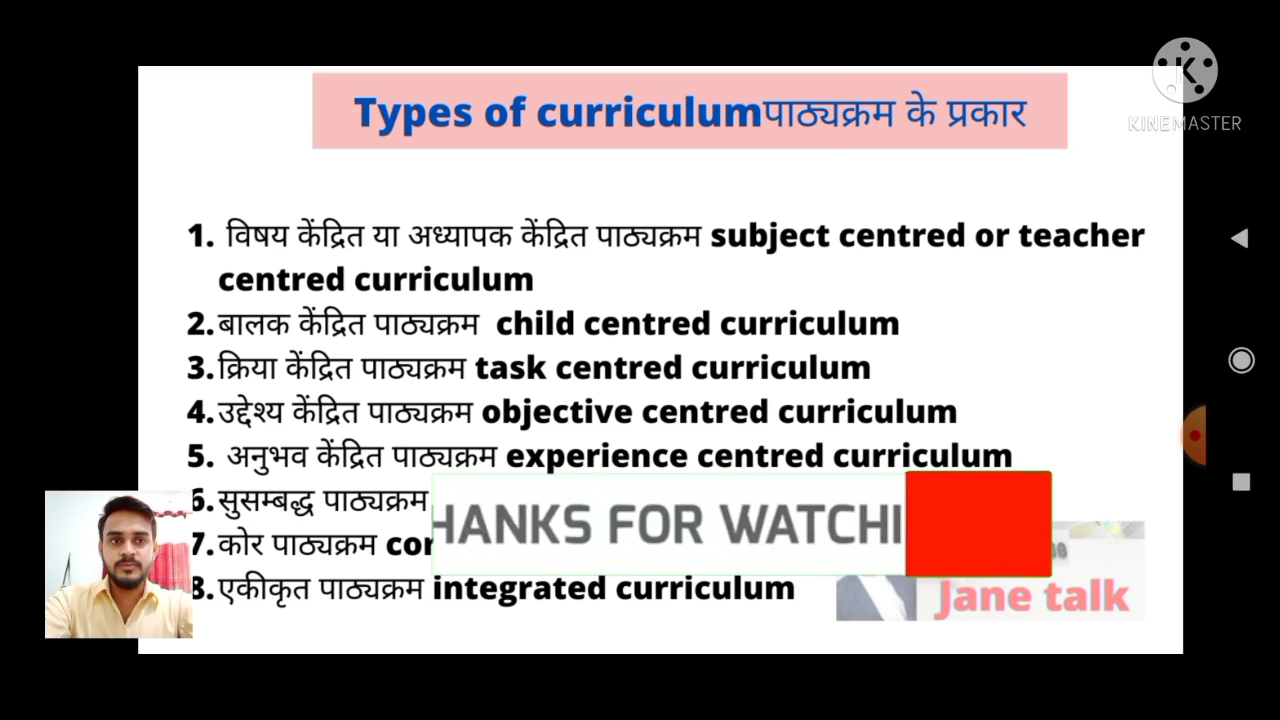 Types of curriculumपाठ्यक्रम के प्रकार
KINEMASTER
1. विषय केंद्रित या अध्यापक केंद्रित पाठ्यक्रम subject centred or teacher
centred curriculum
2. बालक केंद्रित पाठ्यक्रम child centred curriculum
3. क्रिया केंद्रित पाठ्यक्रम task centred curriculum
4. उद्देश्य केंद्रित पाठ्यक्रम objective centred curriculum
5. अनुभव केंद्रित पाठ्यक्रम experience centred curriculum
6. सुसम्बद्ध पाठ्यक्रम
HANKS FOR WATCHI
7. कोर पाठ्यक्रम cor
8. एकीकृत पाठ्यक्रम integrated curriculum
Jane talk